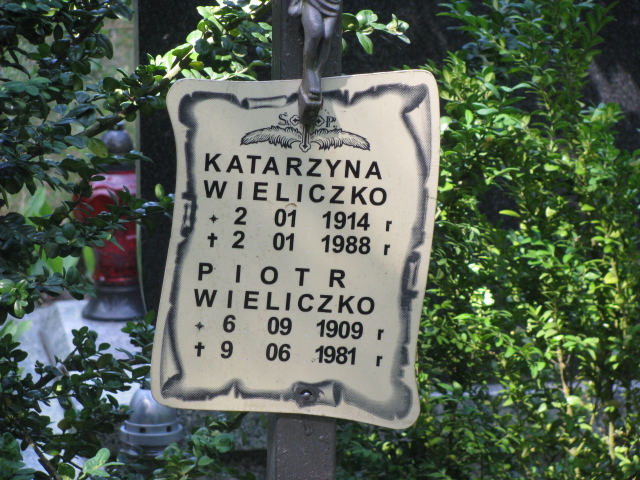 Ś P
KATARZYNA
WIELICZKO
2 01 1914 r
✝ 2 01 1988 r
PIOTR
WIELICZKO
6 09 1909 r
✝ 9 06 1981 r